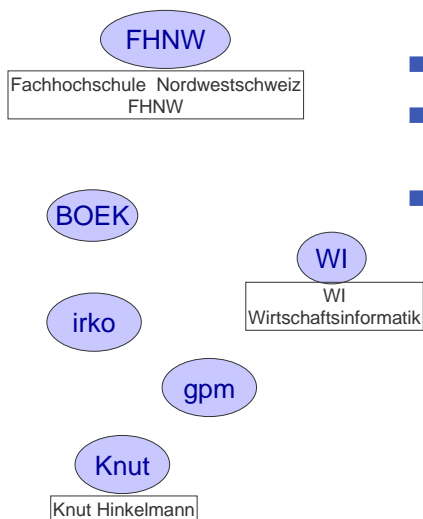 FHNW
Fachhochschule Nordwestschweiz
FHNW
BOEK
WI
WI
Wirtschaftsinformatik
irko
gpm
Knut
Knut Hinkelmann